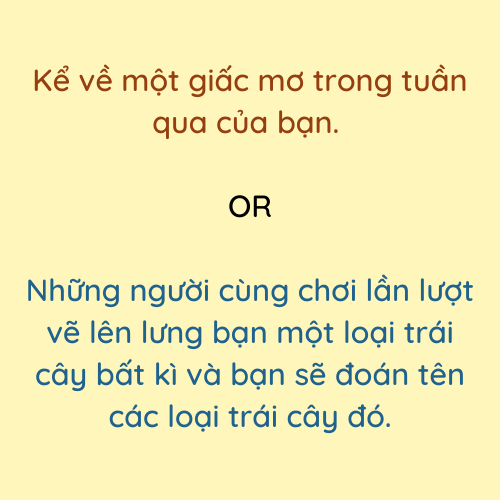 Kể về một giấc mơ trong tuần
qua của bạn.
OR
Những người cùng chơi lần lượt
vẽ lên lưng bạn một loại trái
cây bất kì và bạn sẽ đoán tên
các loại trái cây đó.